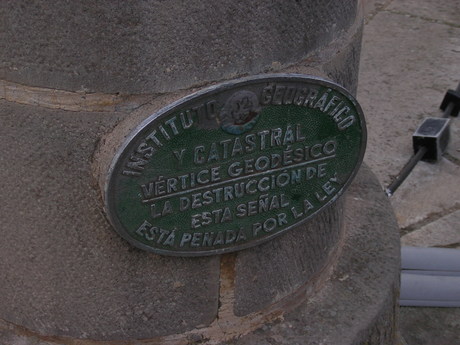 INSTITUTO GEOGRÁFICO
Y CATASTRAL
VÉRTICE GEODÉSICO
LA DESTRUCCIÓN DE
ESTA SEÑAL
ESTÁ PENADA POR LA LEY